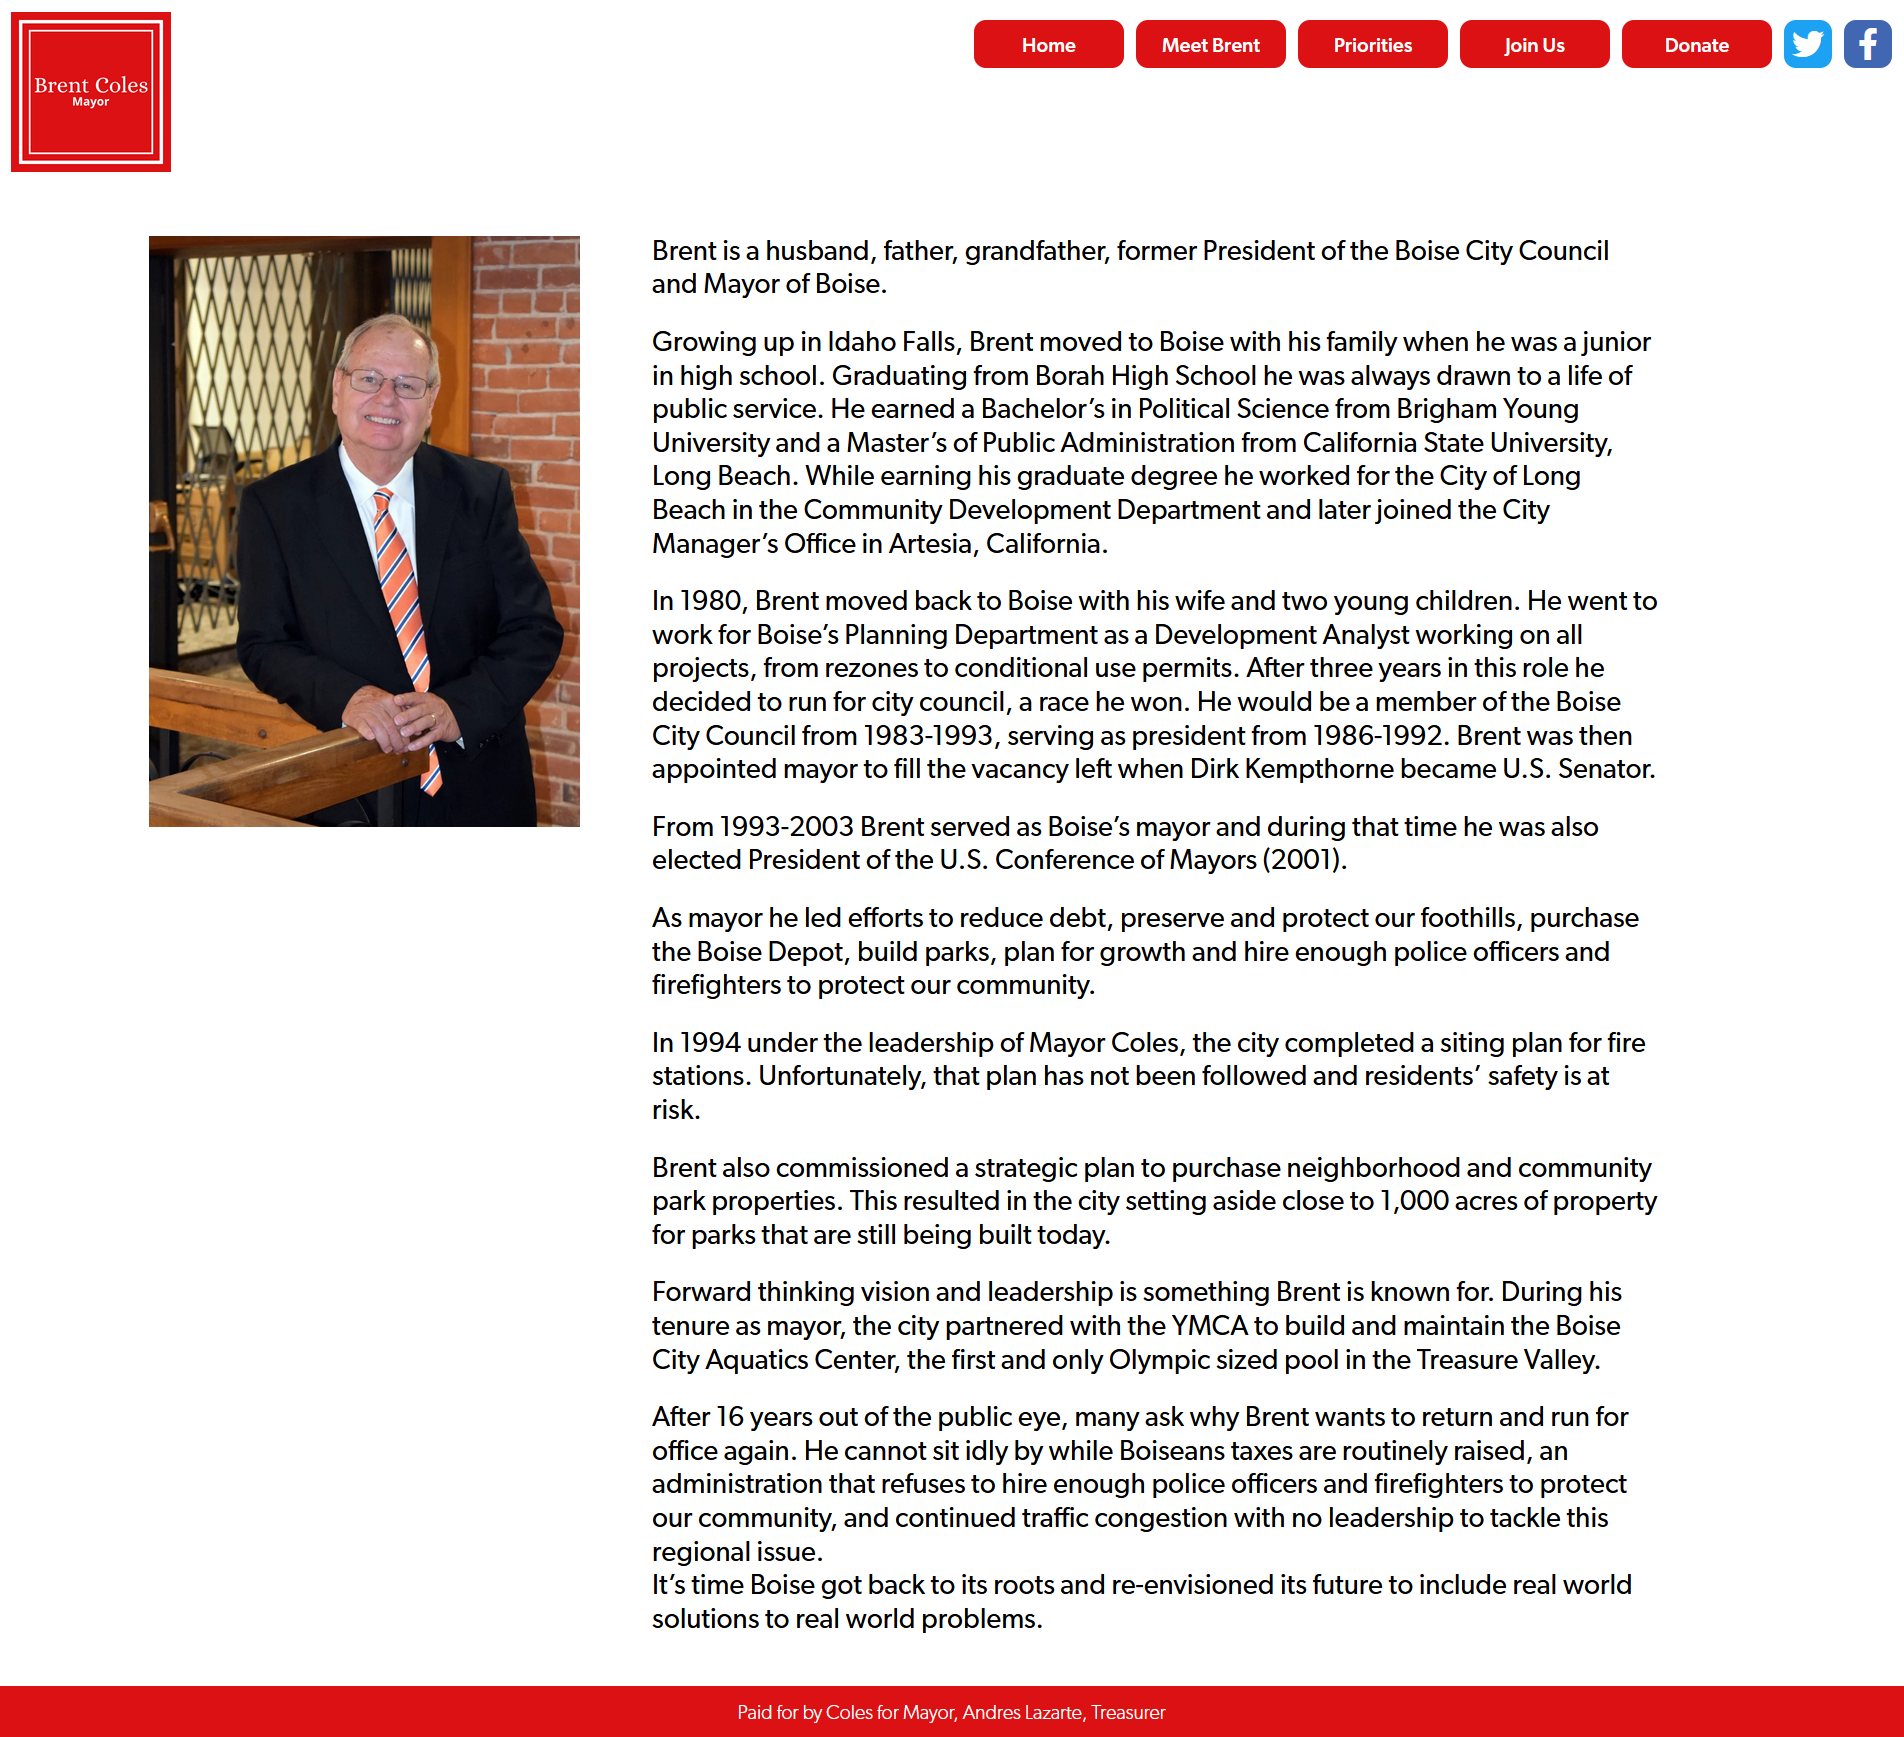 Brent Coles
Mayor
Home
Meet Brent
Priorities
Join Us
Donate
Brent is a husband, father, grandfather, former President of the Boise City Council
and Mayor of Boise.
Growing up in Idaho Falls, Brent moved to Boise with his family when he was a junior
in high school. Graduating from Borah High School he was always drawn to a life of
public service. He earned a Bachelor’s in Political Science from Brigham Young
University and a Master’s of Public Administration from California State University,
Long Beach. While earning his graduate degree he worked for the City of Long
Beach in the Community Development Department and later joined the City
Manager’s Office in Artesia, California.
In 1980, Brent moved back to Boise with his wife and two young children. He went to
work for Boise’s Planning Department as a Development Analyst working on all
projects, from rezones to conditional use permits. After three years in this role he
decided to run for city council, a race he won. He would be a member of the Boise
City Council from 1983-1993, serving as president from 1986-1992. Brent was then
appointed mayor to fill the vacancy left when Dirk Kempthorne became U.S. Senator.
From 1993-2003 Brent served as Boise’s mayor and during that time he was also
elected President of the U.S. Conference of Mayors (2001).
As mayor he led efforts to reduce debt, preserve and protect our foothills, purchase
the Boise Depot, build parks, plan for growth and hire enough police officers and
firefighters to protect our community.
In 1994 under the leadership of Mayor Coles, the city completed a siting plan for fire
stations. Unfortunately, that plan has not been followed and residents’ safety is at
risk.
Brent also commissioned a strategic plan to purchase neighborhood and community
park properties. This resulted in the city setting aside close to 1,000 acres of property
for parks that are still being built today.
Forward thinking vision and leadership is something Brent is known for. During his
tenure as mayor, the city partnered with the YMCA to build and maintain the Boise
City Aquatics Center, the first and only Olympic sized pool in the Treasure Valley.
After 16 years out of the public eye, many ask why Brent wants to return and run for
office again. He cannot sit idly by while Boiseans taxes are routinely raised, an
administration that refuses to hire enough police officers and firefighters to protect
our community, and continued traffic congestion with no leadership to tackle this
regional issue.
It’s time Boise got back to its roots and re-envisioned its future to include real world
solutions to real world problems.
Paid for by Coles for Mayor, Andres Lazarte, Treasurer